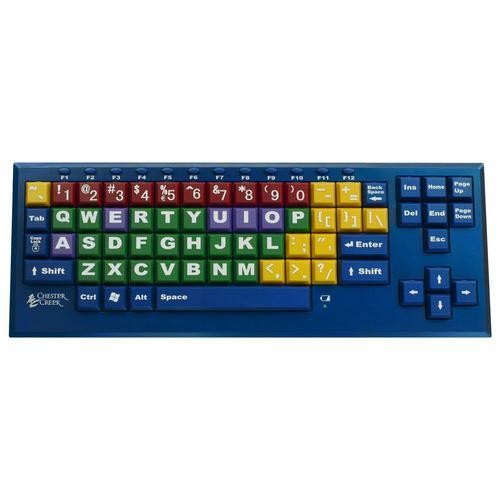 F1 F2 F3 F4 F5 F6 F7 F8 F9 F10 F11 F12
~ ! 1 @ 2 # 3 $ 4 % 5 € ^ 6 & 7 * 8 ( 9 ) 0 _ - + = Back Space
Tab Q W E R T Y U I O P { [ } ] | \
Caps Lock A S D F G H J K L : ; " ' Enter
Shift Z X C V B N M < , > . ? / Shift
Ctrl Alt Space
CHESTER CREEK
Ins Home Page Up
Del End Page Down
Esc